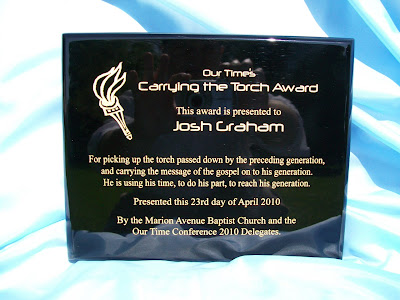 Our Time's
Carrying the Torch Award
This award is presented to
Josh Graham
For picking up the torch passed down by the preceding generation,
and carrying the message of the gospel on to his generation.
He is using his time, to do his part, to reach his generation.
Presented this 23rd day of April 2010
By the Marion Avenue Baptist Church and the
Our Time Conference 2010 Delegates.